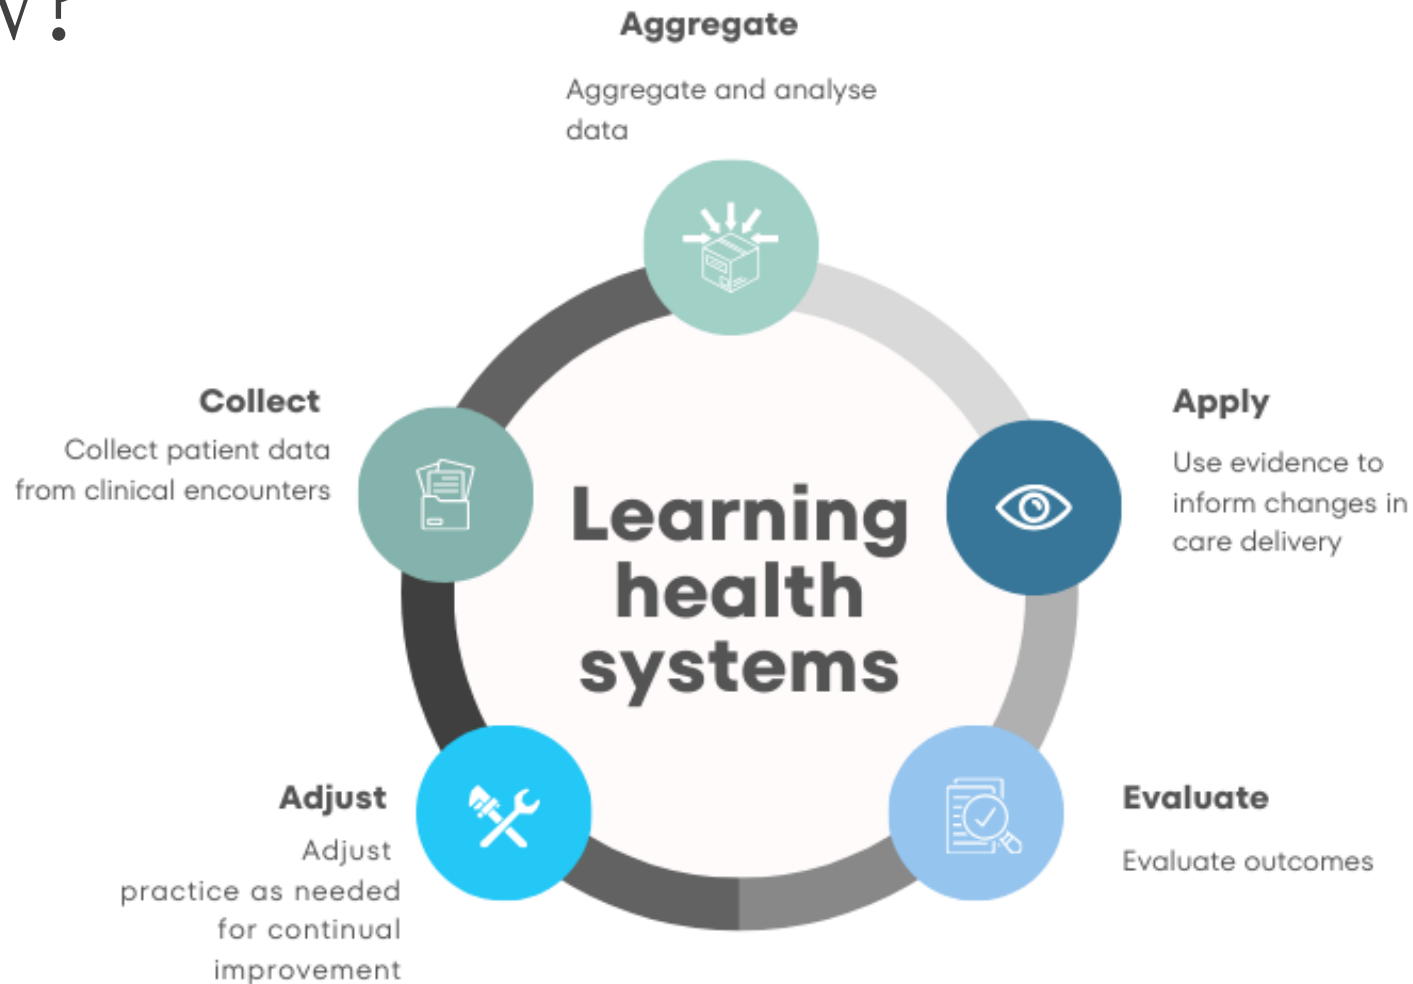 Aggregate
Aggregate and analyse
data
Collect
Collect patient data
from clinical encounters
Apply
Use evidence to
inform changes in
care delivery
Learning
health
systems
Adjust
Adjust
practice as needed
for continual
improvement
Evaluate
Evaluate outcomes